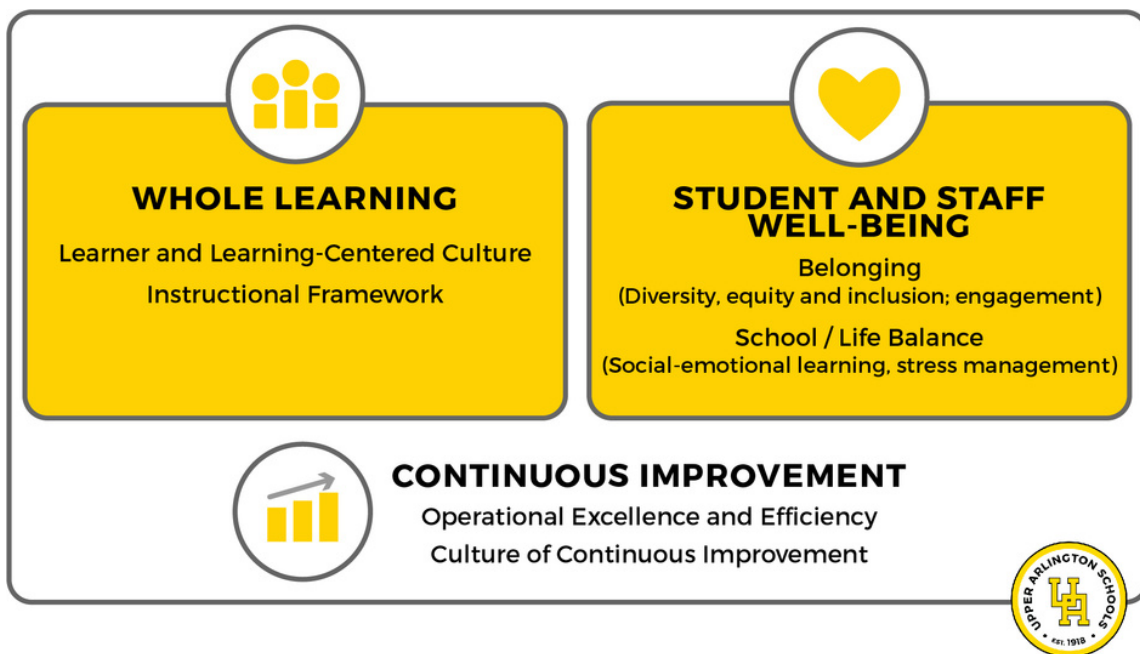 WHOLE LEARNING
Learner and Learning-Centered Culture
Instructional Framework
STUDENT AND STAFF
WELL-BEING
Belonging
(Diversity, equity and inclusion; engagement)
School / Life Balance
(Social-emotional learning, stress management)
CONTINUOUS IMPROVEMENT
Operational Excellence and Efficiency
Culture of Continuous Improvement
UPPER ARLINGTON SCHOOLS
UA
• EST. 1918 •